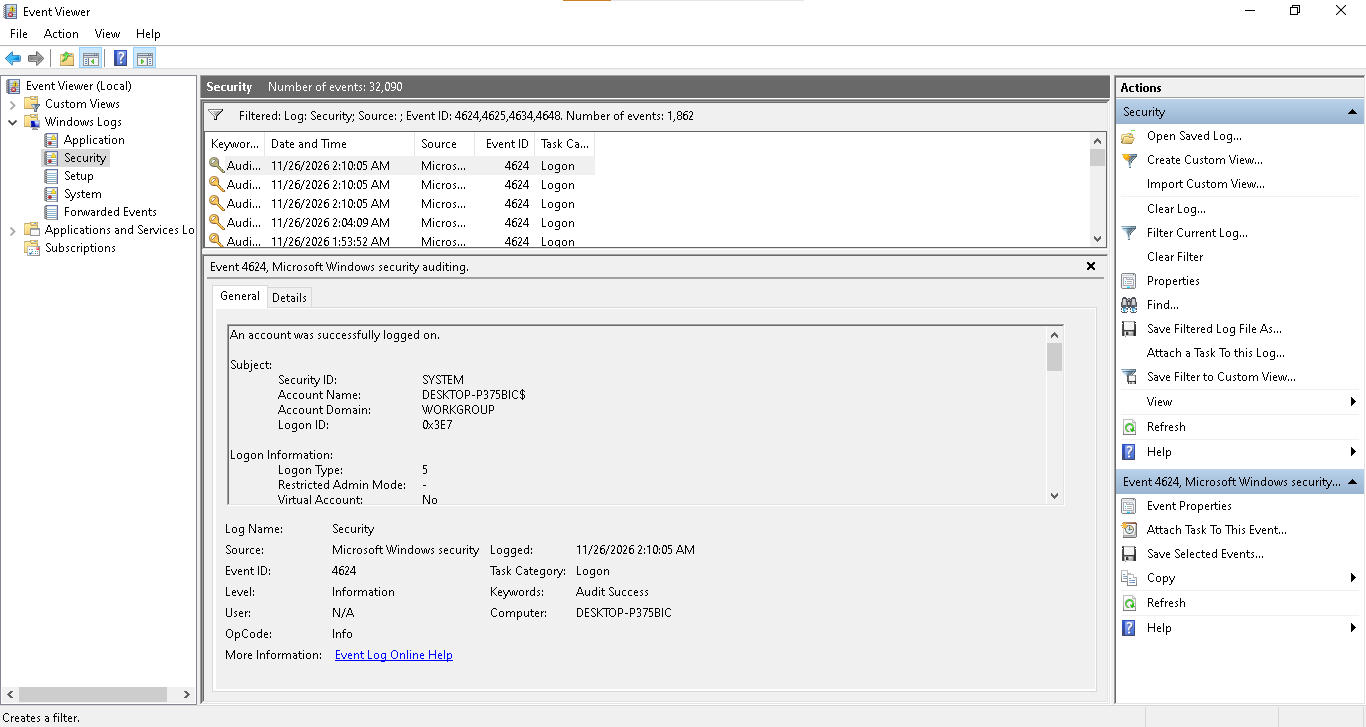 Event Viewer
File Action View Help
Event Viewer (Local)
Custom Views
Windows Logs
Application
Security
Setup
System
Forwarded Events
Applications and Services Lo
Subscriptions
Security Number of events: 32,090
Filtered: Log: Security; Source: ; Event ID: 4624,4625,4634,4648. Number of events: 1,862
Keywor... Date and Time Source Event ID Task Ca...
Audi... 11/26/2026 2:10:05 AM Micros... 4624 Logon
Audi... 11/26/2026 2:10:05 AM Micros... 4624 Logon
Audi... 11/26/2026 2:10:05 AM Micros... 4624 Logon
Audi... 11/26/2026 2:04:09 AM Micros... 4624 Logon
Audi... 11/26/2026 1:53:52 AM Micros... 4624 Logon
Event 4624, Microsoft Windows security auditing.
General Details
An account was successfully logged on.
Subject:
Security ID: SYSTEM
Account Name: DESKTOP-P375BIC$
Account Domain: WORKGROUP
Logon ID: 0x3E7
Logon Information:
Logon Type: 5
Restricted Admin Mode: -
Virtual Account: No
Log Name: Security
Source: Microsoft Windows security Logged: 11/26/2026 2:10:05 AM
Event ID: 4624 Task Category: Logon
Level: Information Keywords: Audit Success
User: N/A Computer: DESKTOP-P375BIC
OpCode: Info
More Information: Event Log Online Help
Actions
Security
Open Saved Log...
Create Custom View...
Import Custom View...
Clear Log...
Filter Current Log...
Clear Filter
Properties
Find...
Save Filtered Log File As...
Attach a Task To this Log...
Save Filter to Custom View...
View
Refresh
Help
Event 4624, Microsoft Windows security...
Event Properties
Attach Task To This Event...
Save Selected Events...
Copy
Refresh
Help
Creates a filter.